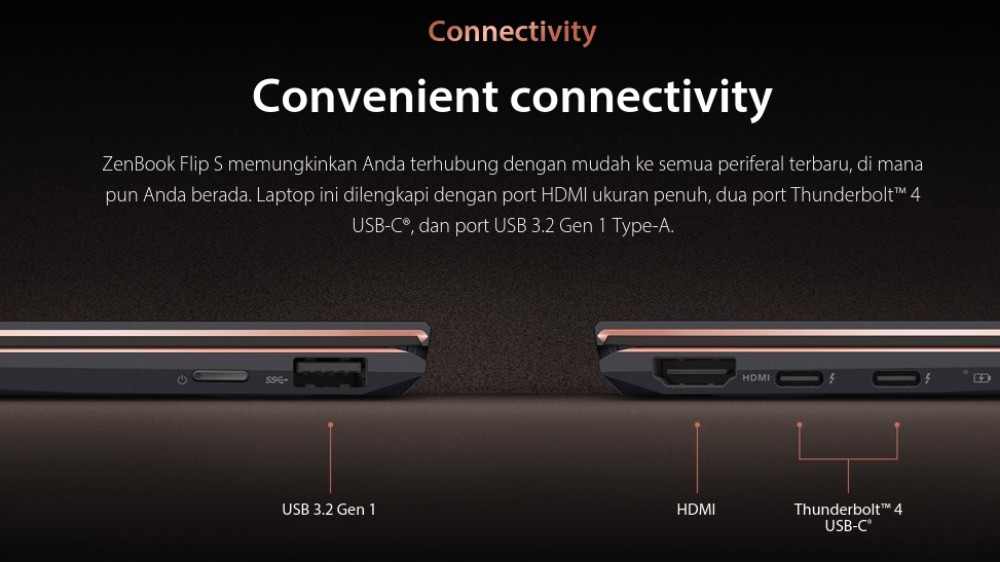 Connectivity
Convenient connectivity
ZenBook Flip S memungkinkan Anda terhubung dengan mudah ke semua periferal terbaru, di mana
pun Anda berada. Laptop ini dilengkapi dengan port HDMI ukuran penuh, dua port Thunderbolt™ 4
USB-C®, dan port USB 3.2 Gen 1 Type-A.
HDMI
USB 3.2 Gen 1
HDMI
Thunderbolt™ 4
USB-C®